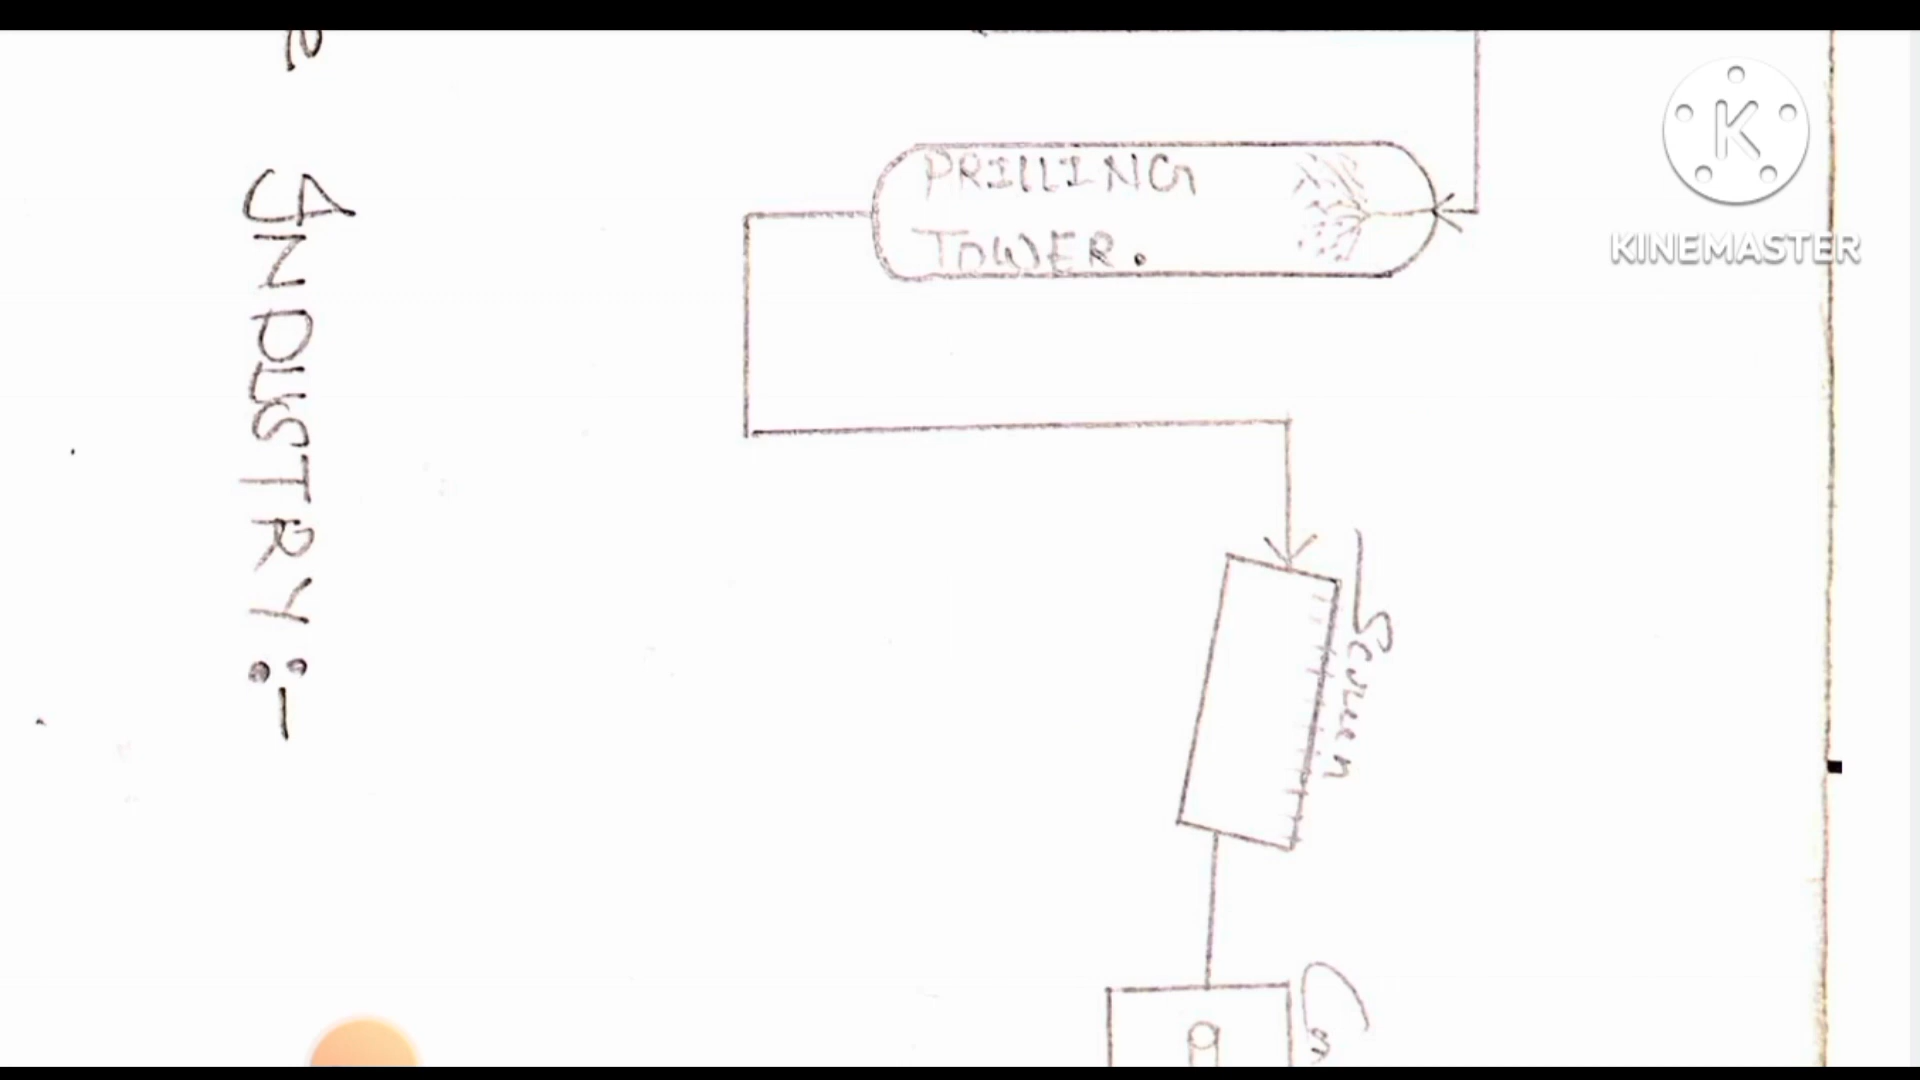 INDUSTRY:-
PRILLING
TOWER.
Screen
K
KINEMASTER